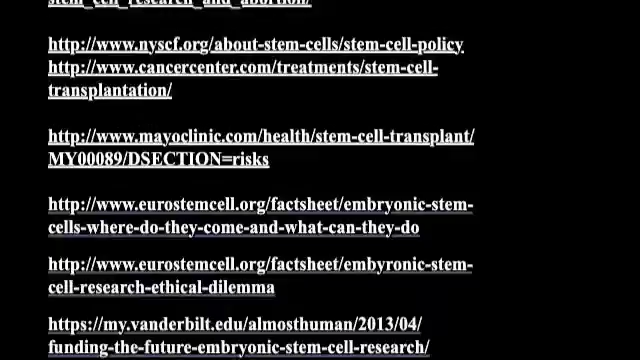 stem_cell_research_and_abortion/
http://www.nyscf.org/about-stem-cells/stem-cell-policy
http://www.cancercenter.com/treatments/stem-cell-
transplantation/
http://www.mayoclinic.com/health/stem-cell-transplant/
MY00089/DSECTION=risks
http://www.eurostemcell.org/factsheet/embryonic-stem-
cells-where-do-they-come-and-what-can-they-do
http://www.eurostemcell.org/factsheet/embyronic-stem-
cell-research-ethical-dilemma
https://my.vanderbilt.edu/almosthuman/2013/04/
funding-the-future-embryonic-stem-cell-research/